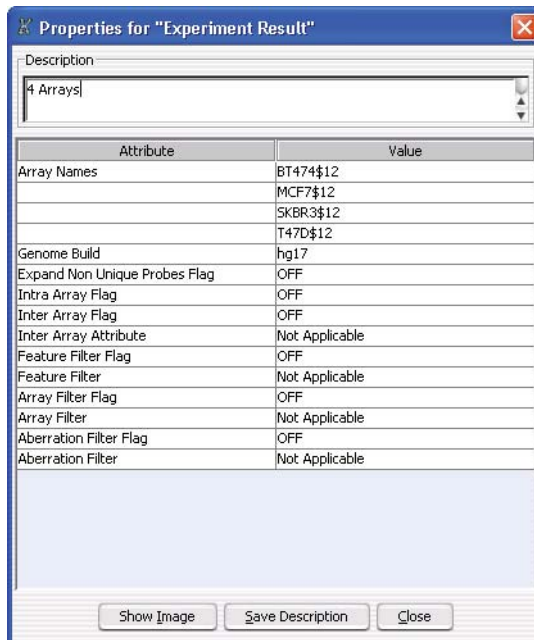 Properties for "Experiment Result"
Description
4 Arrays
Attribute Value
Array Names BT474$12
MCF7$12
SKBR3$12
T47D$12
Genome Build hg17
Expand Non Unique Probes Flag OFF
Intra Array Flag OFF
Inter Array Flag OFF
Inter Array Attribute Not Applicable
Feature Filter Flag OFF
Feature Filter Not Applicable
Array Filter Flag OFF
Array Filter Not Applicable
Aberration Filter Flag OFF
Aberration Filter Not Applicable
Show Image Save Description Close